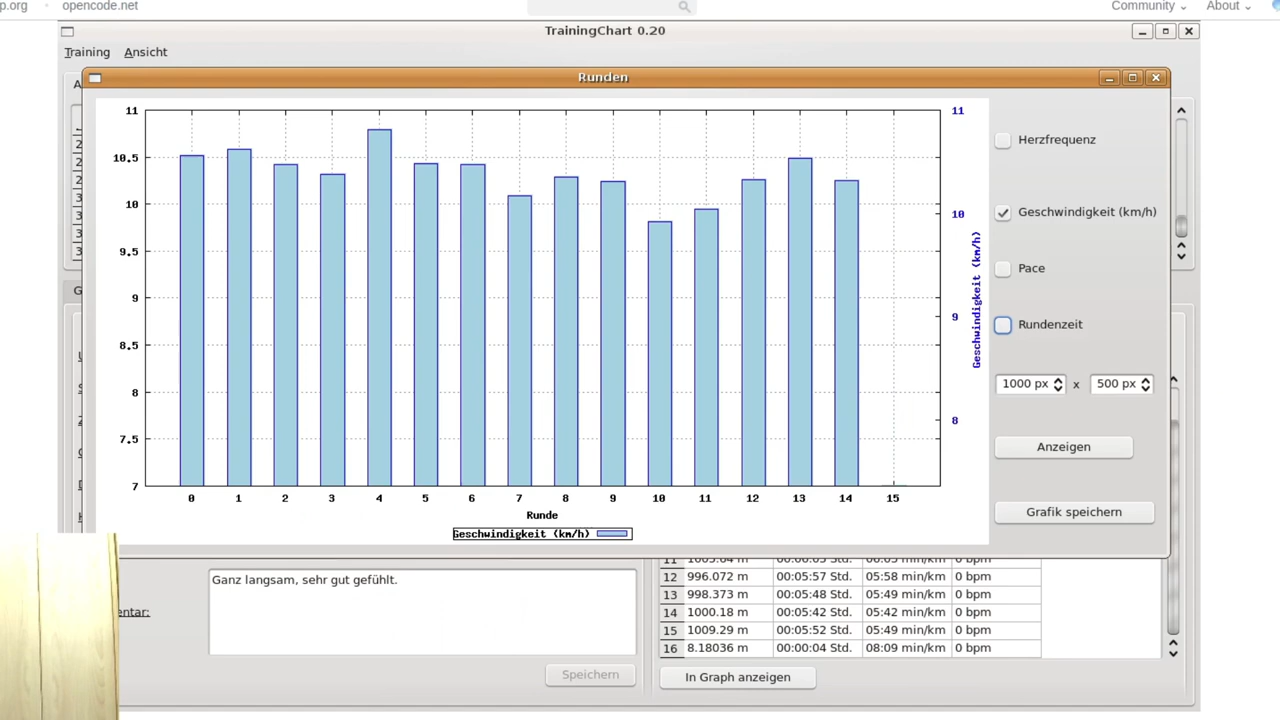 p.org opencode.net Community About
TrainingChart 0.20
Training Ansicht
Runden
11 11
10.5
10 10
9.5
9 9
8.5
8 8
7.5
7
0 1 2 3 4 5 6 7 8 9 10 11 12 13 14 15
Runde
Geschwindigkeit (km/h)
Geschwindigkeit (km/h)
Herzfrequenz
Geschwindigkeit (km/h)
Pace
Rundenzeit
1000 px x 500 px
Anzeigen
Grafik speichern
entar:
Ganz langsam, sehr gut gefühlt.
Speichern
12 996.072 m 00:05:57 Std. 05:58 min/km 0 bpm
13 998.373 m 00:05:48 Std. 05:49 min/km 0 bpm
14 1000.18 m 00:05:42 Std. 05:42 min/km 0 bpm
15 1009.29 m 00:05:52 Std. 05:49 min/km 0 bpm
16 8.18036 m 00:00:04 Std. 08:09 min/km 0 bpm
In Graph anzeigen